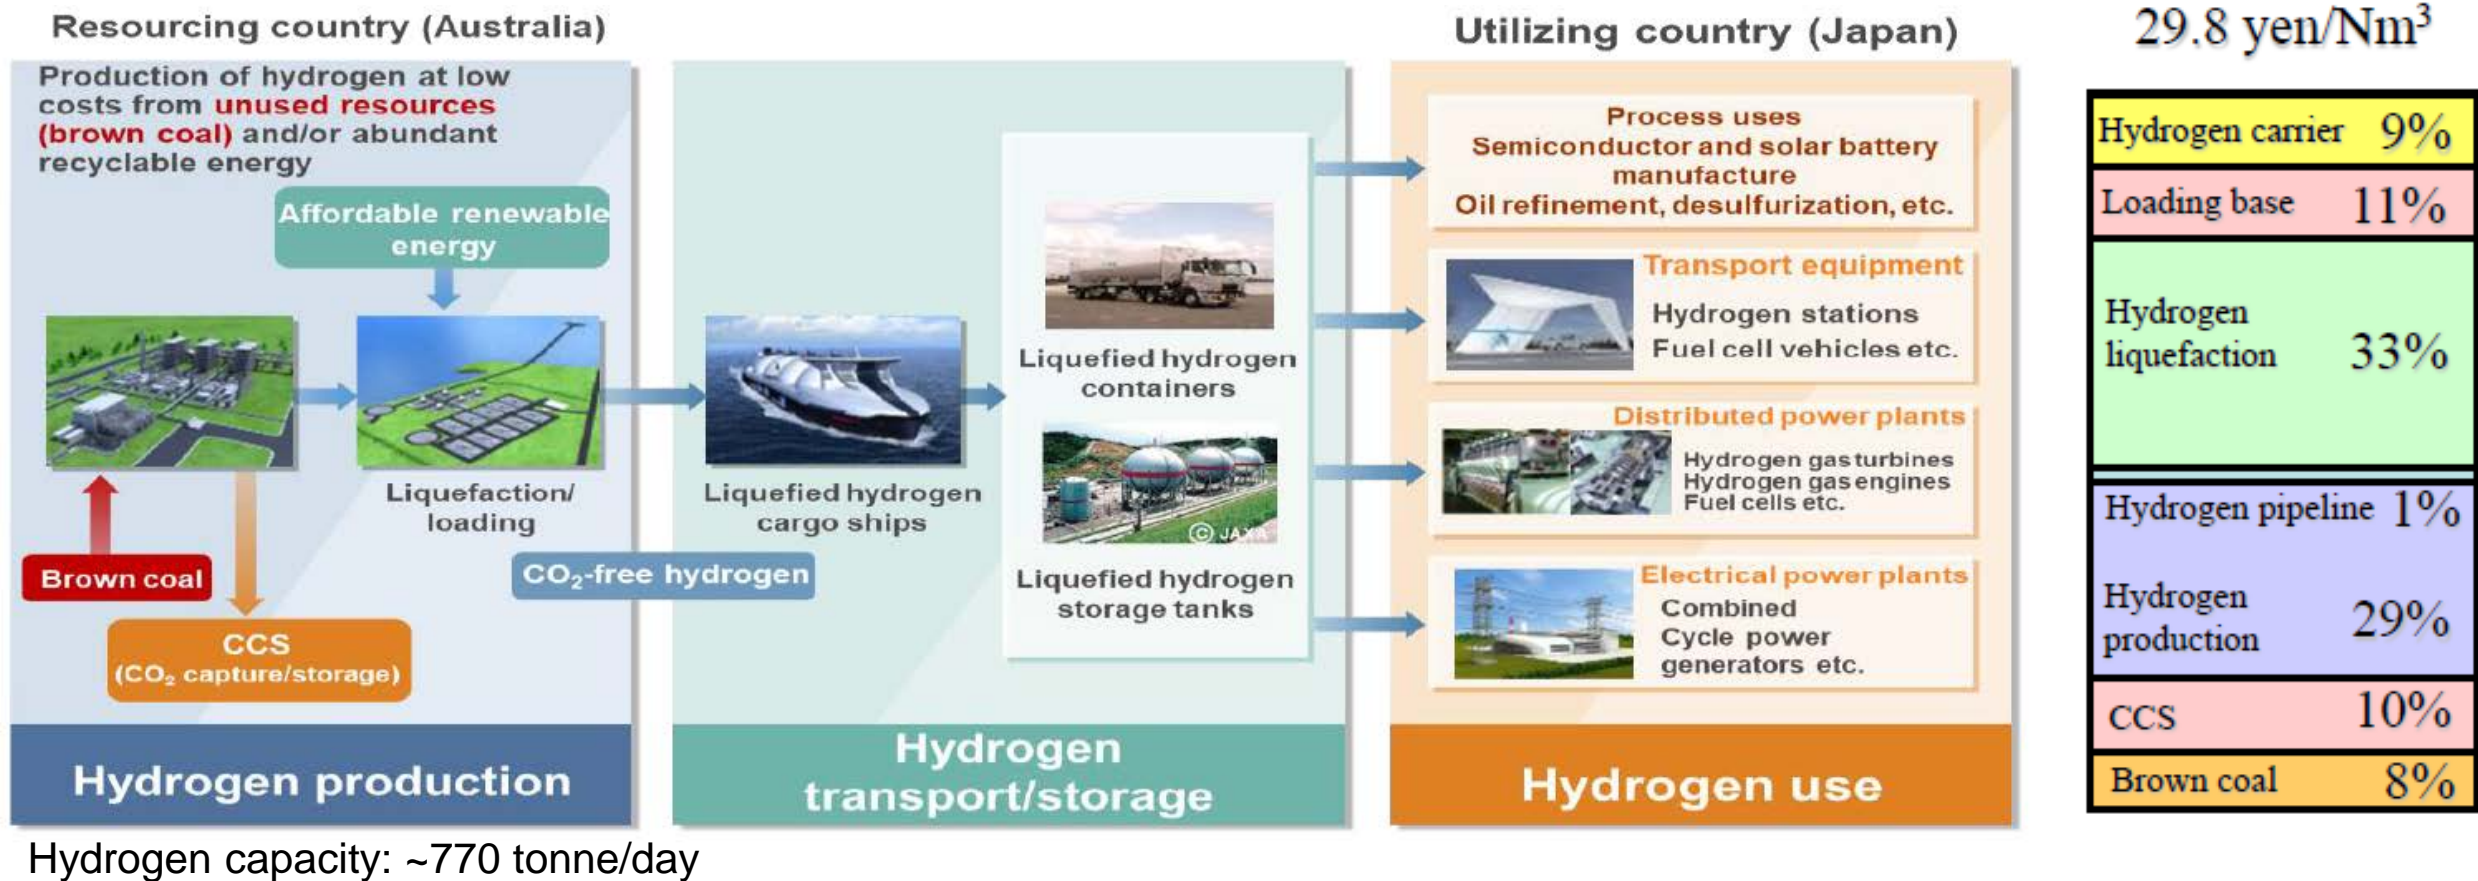 Resourcing country (Australia)
Production of hydrogen at low
costs from unused resources
(brown coal) and/or abundant
recyclable energy
Affordable renewable
energy
Liquefaction/
loading
Brown coal
CCS
(CO₂ capture/storage)
CO₂-free hydrogen
Hydrogen production
Liquefied hydrogen
cargo ships
Liquefied hydrogen
containers
© JAXA
Liquefied hydrogen
storage tanks
Hydrogen
transport/storage
Utilizing country (Japan)
Process uses
Semiconductor and solar battery
manufacture
Oil refinement, desulfurization, etc.
Transport equipment
Hydrogen stations
Fuel cell vehicles etc.
Distributed power plants
Hydrogen gas turbines
Hydrogen gas engines
Fuel cells etc.
Electrical power plants
Combined
Cycle power
generators etc.
Hydrogen use
29.8 yen/Nm³
Hydrogen carrier 9%
Loading base 11%
Hydrogen
liquefaction 33%
Hydrogen pipeline 1%
Hydrogen
production 29%
CCS 10%
Brown coal 8%
Hydrogen capacity: ~770 tonne/day